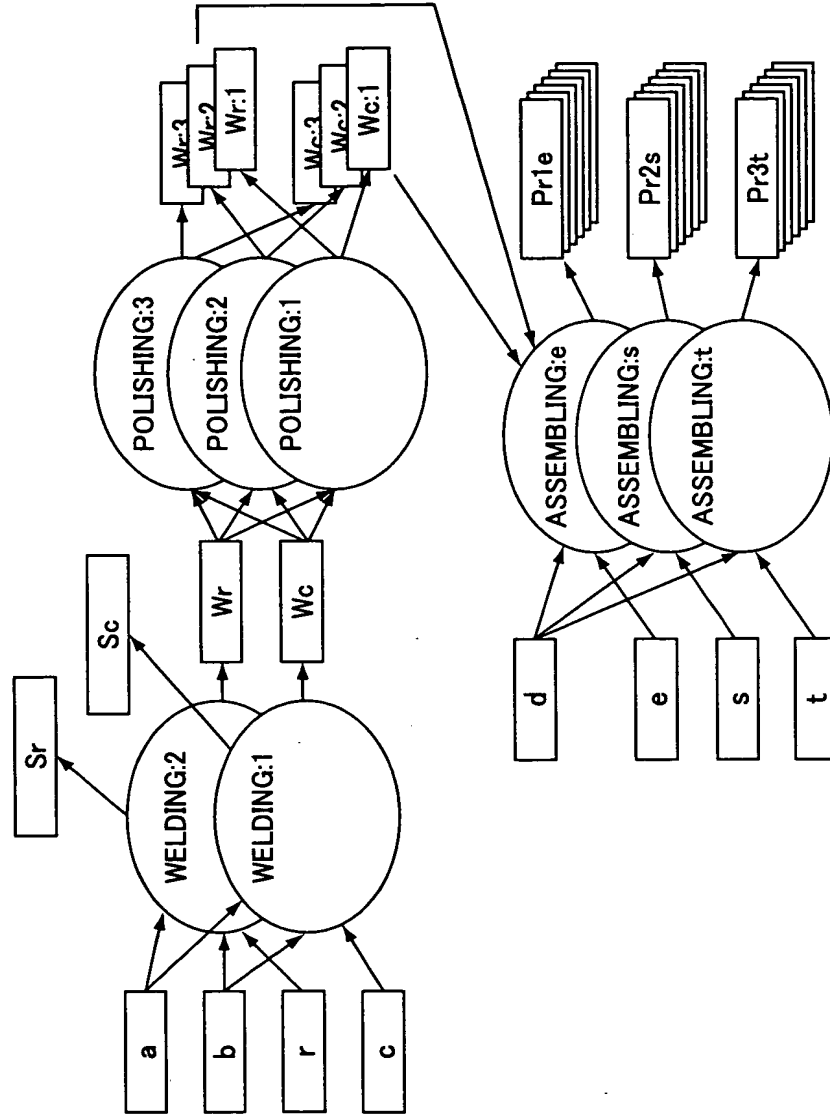 a
b
r
c
WELDING:2
WELDING:1
Sr
Sc
Wr
Wc
POLISHING:3
POLISHING:2
POLISHING:1
Wr:3
Wr:2
Wr:1
Wc:3
Wc:2
Wc:1
d
e
s
t
ASSEMBLING:e
ASSEMBLING:s
ASSEMBLING:t
Pr1e
Pr2s
Pr3t